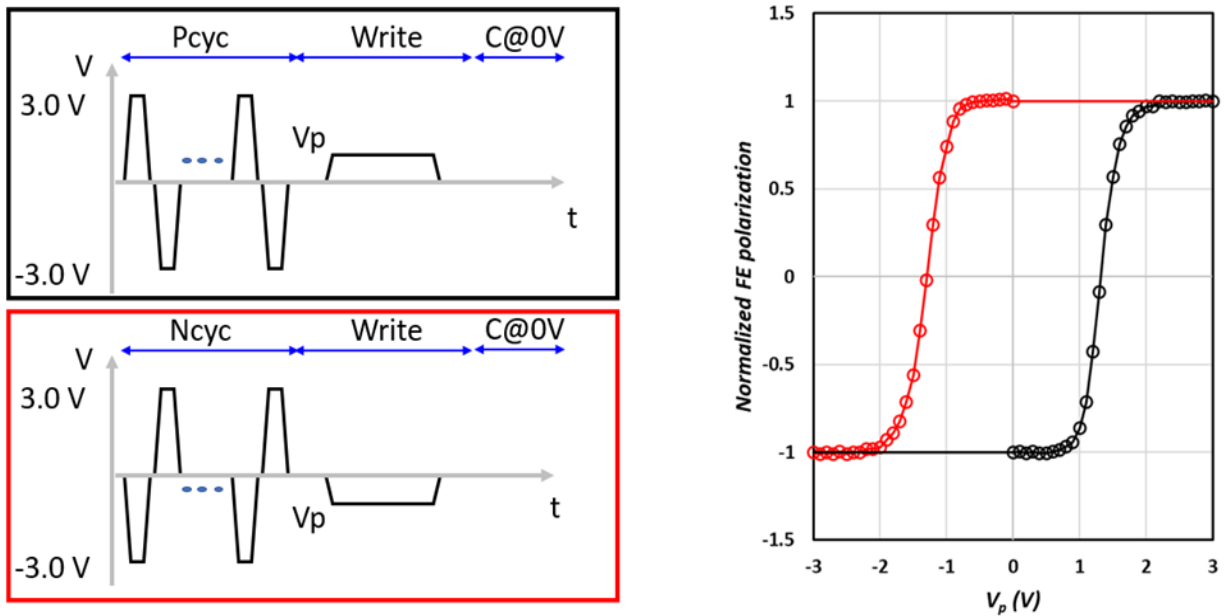 Pcyc Write C@0V
V
3.0 V
Vp
t
-3.0 V
Ncyc Write C@0V
V
3.0 V
Vp
t
-3.0 V
Normalized FE polarization
1.5
1
0.5
0
-0.5
-1
-1.5
-3 -2 -1 0 1 2 3
Vp (V)